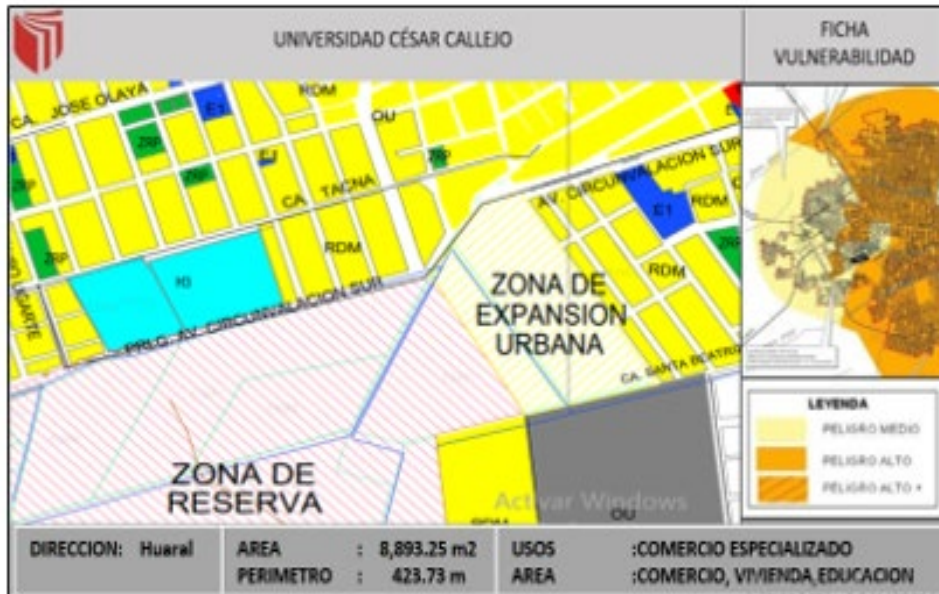 UNIVERSIDAD CÉSAR CALLEJO
FICHA
VULNERABILIDAD
CA. JOSE OLAYA
E1
RDM
OU
ZRP
ZRP
ZRP
ZRP
CA. TACNA
AV. CIRCUNVALACION SUR
E1
RDM
ZRP
RDM
H3
RDM
UGARTE
PRLG. AV. CIRCUNVALACION SUR
ZONA DE
EXPANSION
URBANA
CA. SANTA BEATRIZ
ZONA DE
RESERVA
RDM
OU
Activar Windows
LEYENDA
PELIGRO MEDIO
PELIGRO ALTO
PELIGRO ALTO +
DIRECCION: Huaral
AREA : 8,893.25 m2
PERIMETRO : 423.73 m
USOS :COMERCIO ESPECIALIZADO
AREA :COMERCIO, VIVIENDA,EDUCACION